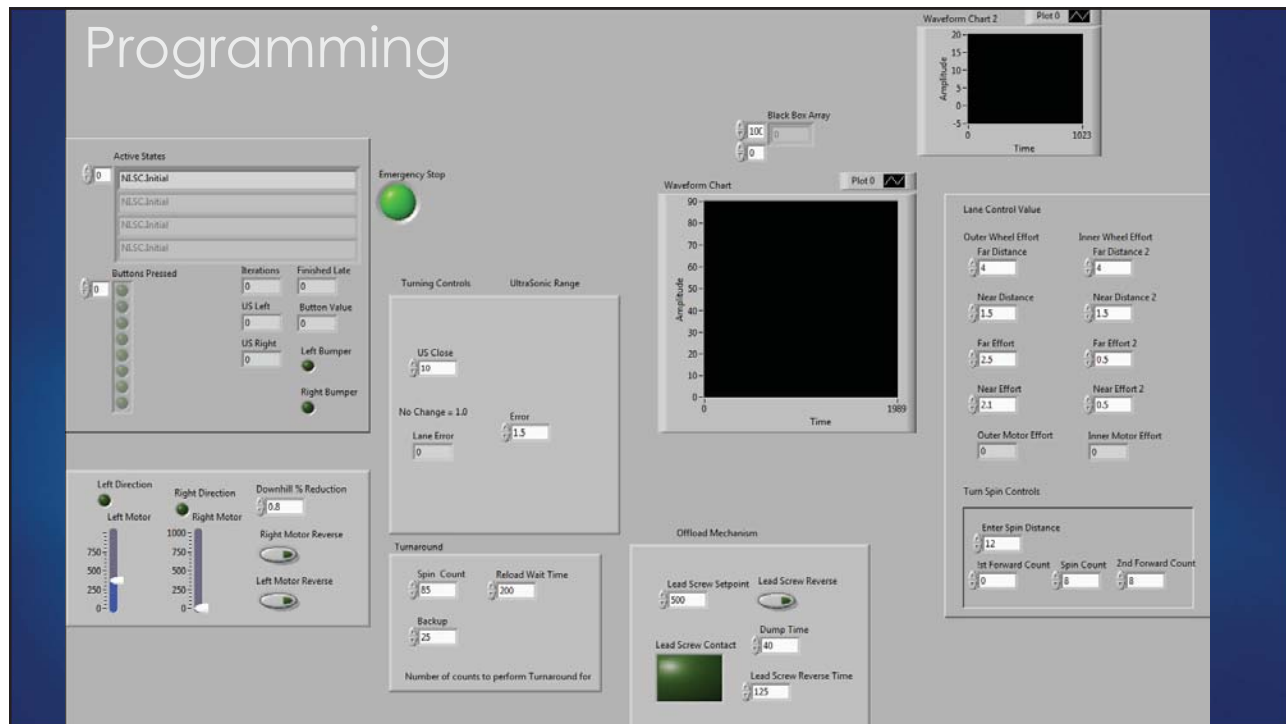 Programming
Waveform Chart 2
Plot 0
20
15
10
5
0
-5
Amplitude
0
1023
Time
Black Box Array
100
0
0
Active States
0
NI.SC.Initial
NI.SC.Initial
NI.SC.Initial
NI.SC.Initial
Buttons Pressed
0
Iterations
Finished Late
0
0
US Left
Button Value
0
0
US Right
0
Left Bumper
Right Bumper
Emergency Stop
Turning Controls
UltraSonic Range
US Close
10
No Change = 1.0
Lane Error
0
Error
1.5
Waveform Chart
Plot 0
90
80
70
60
50
40
30
20
10
0
Amplitude
0
1989
Time
Lane Control Value
Outer Wheel Effort
Inner Wheel Effort
Far Distance
Far Distance 2
4
4
Near Distance
Near Distance 2
1.5
1.5
Far Effort
Far Effort 2
2.5
0.5
Near Effort
Near Effort 2
2.1
0.5
Outer Motor Effort
Inner Motor Effort
0
0
Turn Spin Controls
Enter Spin Distance
12
!st Forward Count
Spin Count
2nd Forward Count
0
8
8
Left Direction
Right Direction
Downhill % Reduction
0.8
Left Motor
Right Motor
750
500
250
0
1000
750
500
250
0
Right Motor Reverse
Left Motor Reverse
Turnaround
Spin Count
Reload Wait Time
85
200
Backup
25
Number of counts to perform Turnaround for
Offload Mechanism
Lead Screw Setpoint
Lead Screw Reverse
500
Dump Time
40
Lead Screw Contact
Lead Screw Reverse Time
125